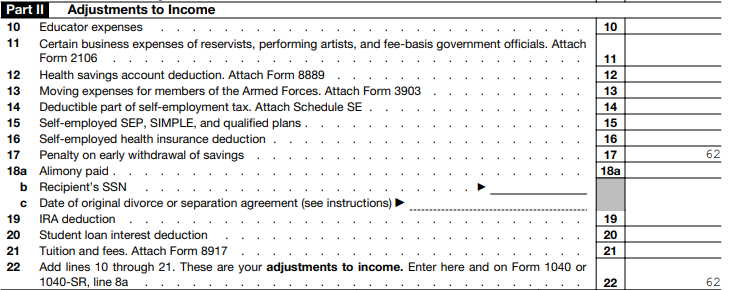 Part II Adjustments to Income
10 Educator expenses . . . . . . . . . . . . . . . . . . . . . . . . . . 10
11 Certain business expenses of reservists, performing artists, and fee-basis government officials. Attach
Form 2106 . . . . . . . . . . . . . . . . . . . . . . . . . . . . . 11
12 Health savings account deduction. Attach Form 8889 . . . . . . . . . . . . . . . . 12
13 Moving expenses for members of the Armed Forces. Attach Form 3903 . . . . . . . . . . 13
14 Deductible part of self-employment tax. Attach Schedule SE . . . . . . . . . . . . . . 14
15 Self-employed SEP, SIMPLE, and qualified plans . . . . . . . . . . . . . . . . . . 15
16 Self-employed health insurance deduction . . . . . . . . . . . . . . . . . . . . 16
17 Penalty on early withdrawal of savings . . . . . . . . . . . . . . . . . . . . . 17 62
18a Alimony paid . . . . . . . . . . . . . . . . . . . . . . . . . . . . 18a
b Recipient's SSN . . . . . . . . . . . . . . . . . . . . ▶
c Date of original divorce or separation agreement (see instructions) ▶
19 IRA deduction . . . . . . . . . . . . . . . . . . . . . . . . . . . . 19
20 Student loan interest deduction . . . . . . . . . . . . . . . . . . . . . . . 20
21 Tuition and fees. Attach Form 8917 . . . . . . . . . . . . . . . . . . . . . . 21
22 Add lines 10 through 21. These are your adjustments to income. Enter here and on Form 1040 or
1040-SR, line 8a . . . . . . . . . . . . . . . . . . . . . . . . . . . 22 62